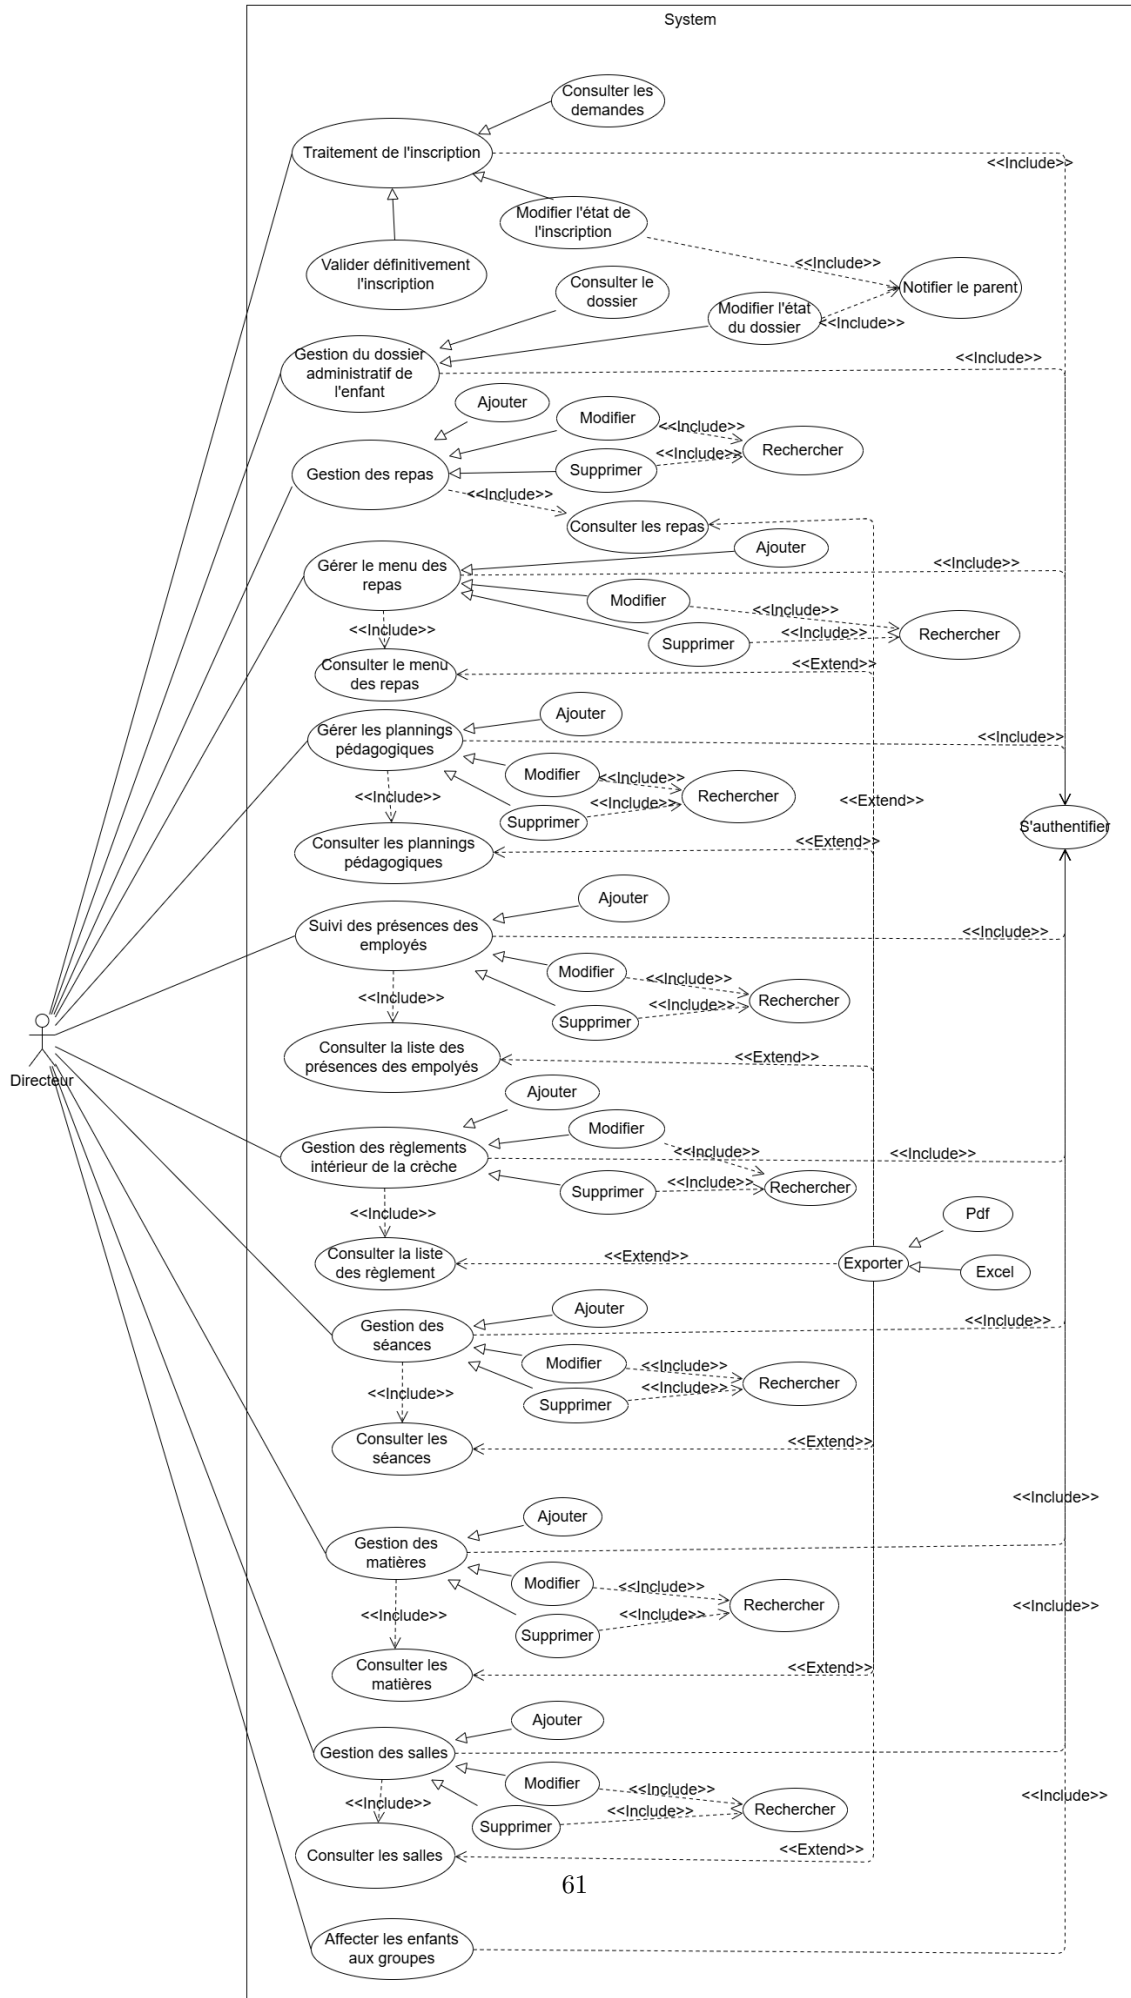 System
Consulter les
demandes
Traitement de l'inscription
<<Include>>
Modifier l'état de
l'inscription
Valider définitivement
l'inscription
<<Include>>
Notifier le parent
Consulter le
dossier
Modifier l'état
du dossier
<<Include>>
Gestion du dossier
administratif de
l'enfant
<<Include>>
Ajouter
Modifier
<<Include>>
Rechercher
Supprimer
<<Include>>
Gestion des repas
<<Include>>
Consulter les repas
Ajouter
Gérer le menu des
repas
<<Include>>
Modifier
<<Include>>
Rechercher
Supprimer
<<Include>>
<<Include>>
Consulter le menu
des repas
<<Extend>>
Ajouter
Gérer les plannings
pédagogiques
<<Include>>
Modifier
<<Include>>
Rechercher
Supprimer
<<Include>>
<<Include>>
<<Extend>>
S'authentifier
Consulter les plannings
pédagogiques
<<Extend>>
Ajouter
Suivi des présences des
employés
<<Include>>
Modifier
<<Include>>
Rechercher
Supprimer
<<Include>>
<<Include>>
Consulter la liste des
présences des empolyés
<<Extend>>
Directeur
Ajouter
Modifier
Gestion des règlements
intérieur de la crèche
<<Include>>
<<Include>>
Supprimer
<<Include>>
Rechercher
<<Include>>
Pdf
Consulter la liste
des règlement
<<Extend>>
Exporter
Excel
Ajouter
Gestion des
séances
<<Include>>
Modifier
<<Include>>
Rechercher
Supprimer
<<Include>>
<<Include>>
Consulter les
séances
<<Extend>>
<<Include>>
Ajouter
Gestion des
matières
Modifier
<<Include>>
Rechercher
<<Include>>
Supprimer
<<Include>>
<<Include>>
Consulter les
matières
<<Extend>>
Ajouter
Gestion des salles
Modifier
<<Include>>
Rechercher
Supprimer
<<Include>>
<<Include>>
<<Include>>
Consulter les salles
<<Extend>>
61
Affecter les enfants
aux groupes